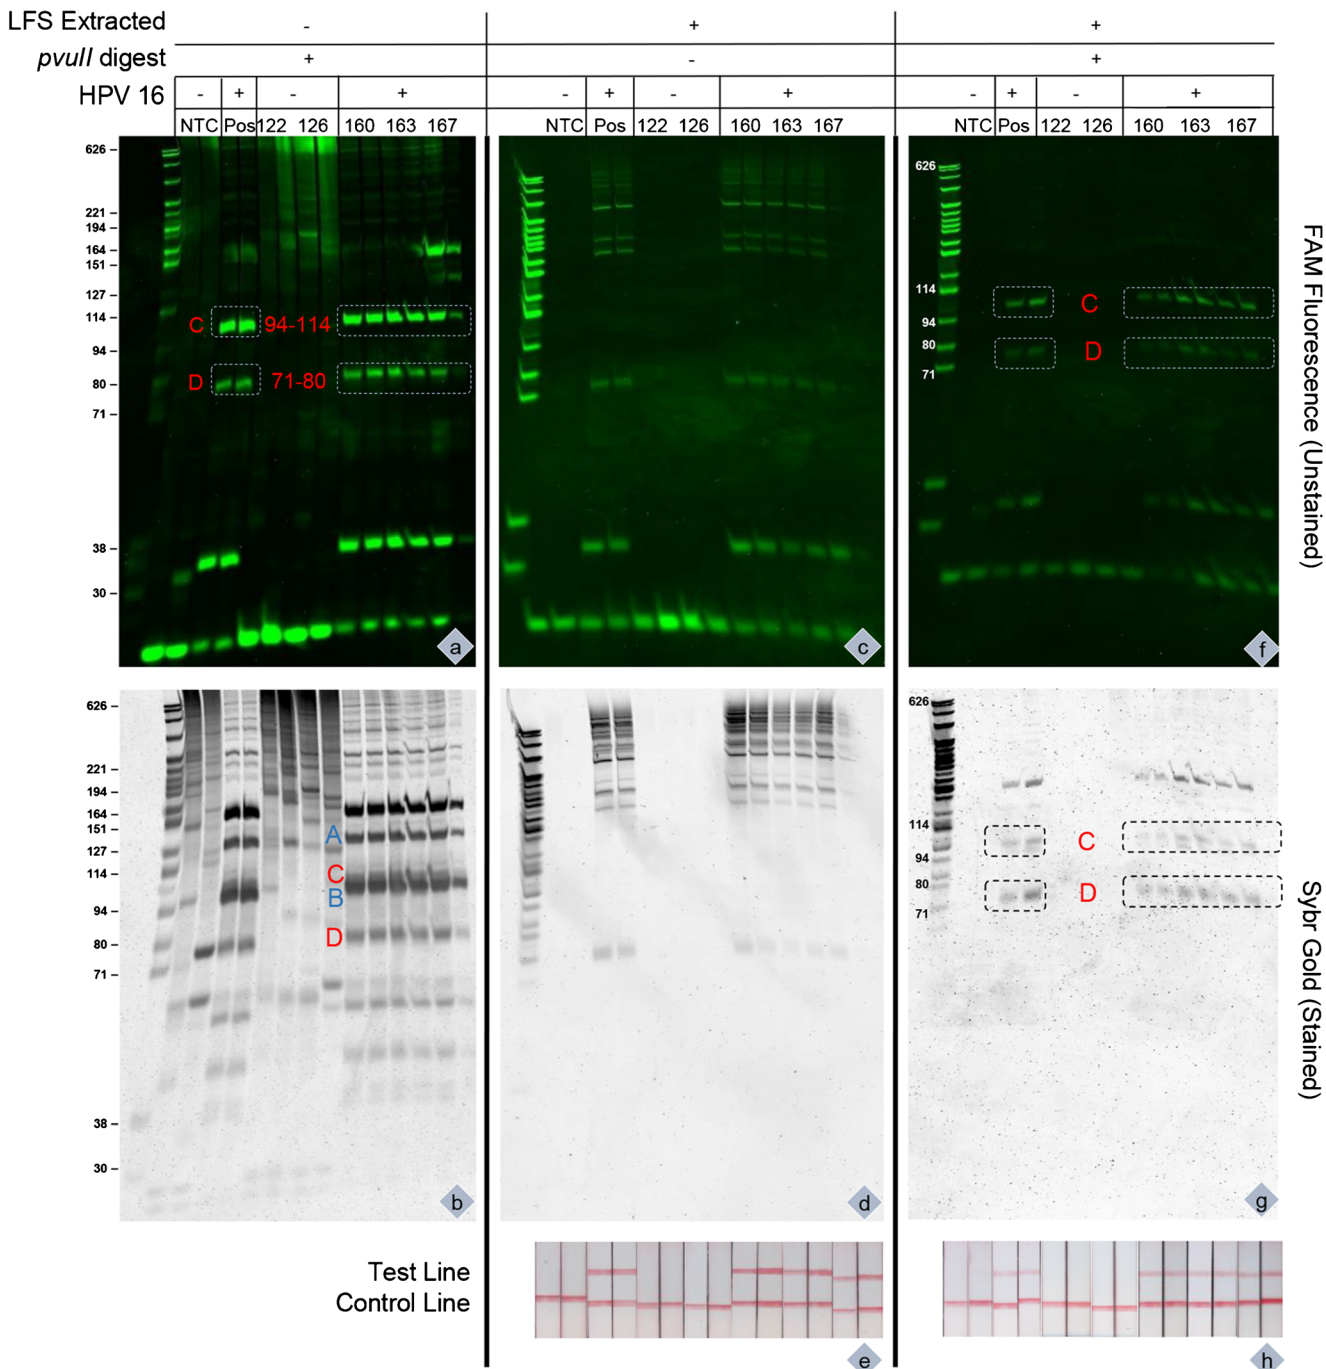 LFS Extracted - + +
pvuII digest + - +
HPV 16 - + - + - + - + - + - +
NTC Pos 122 126 160 163 167 NTC Pos 122 126 160 163 167 NTC Pos 122 126 160 163 167
626
221
194
164
151
127
114
94
80
71
38
30
C 94-114
D 71-80
a
c
626
114
94
80
71
C
D
f
FAM Fluorescence (Unstained)
626
221
194
164
151
127
114
94
80
71
38
30
A
C
B
D
b
d
626
114
94
80
71
C
D
g
Sybr Gold (Stained)
Test Line
Control Line
e
h